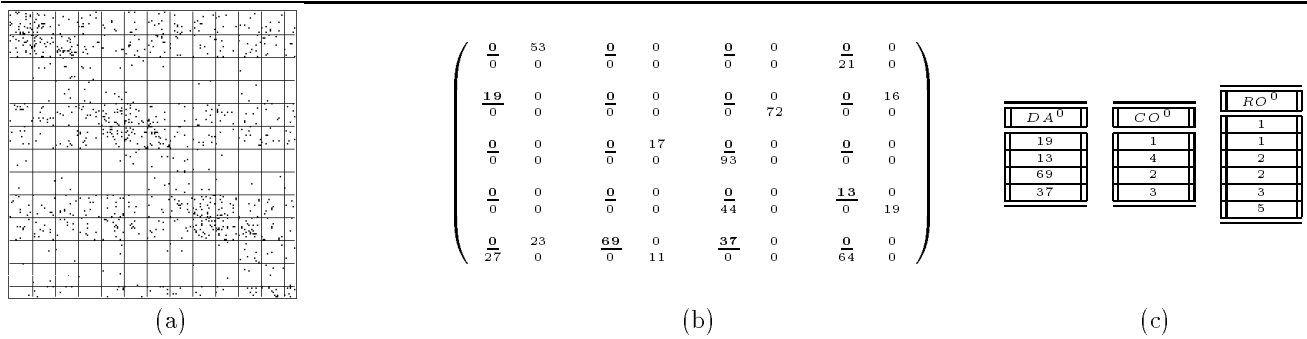 0 53 0 0 0 0 0 0
0 0 0 0 0 0 21 0
19 0 0 0 0 0 0 16
0 0 0 0 0 72 0 0
0 0 0 17 0 0 0 0
0 0 0 0 93 0 0 0
0 0 0 0 0 0 13 0
0 0 0 0 44 0 0 19
0 23 69 0 37 0 0 0
27 0 0 11 0 0 64 0
DA⁰
19
13
69
37
CO⁰
1
4
2
3
RO⁰
1
1
2
2
3
5
(a)
(b)
(c)